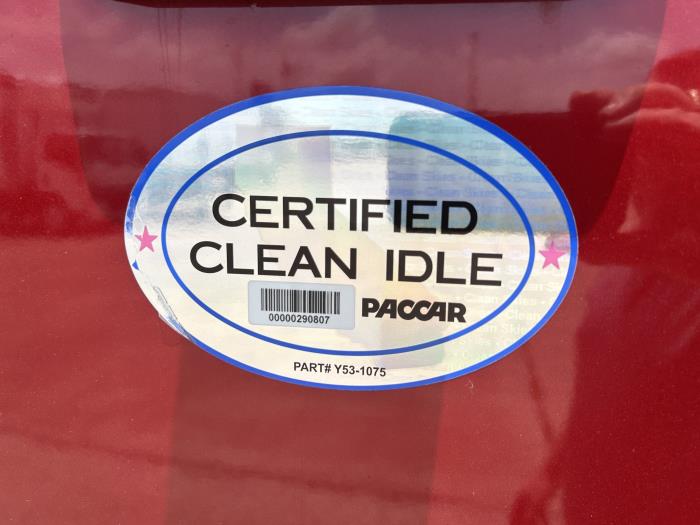 CERTIFIED
CLEAN IDLE
00000290807
PACCAR
PART# Y53-1075